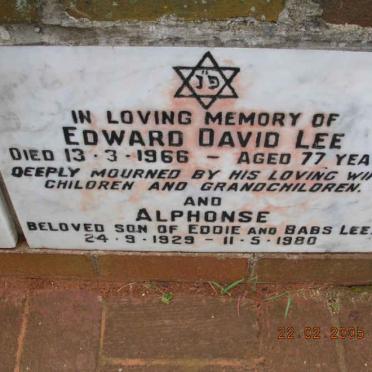 פ״נ
IN LOVING MEMORY OF
EDWARD DAVID LEE
DIED 13·3·1966 – AGED 77 YEA
DEEPLY MOURNED BY HIS LOVING WIF
CHILDREN AND GRANDCHILDREN.
AND
ALPHONSE
BELOVED SON OF EDDIE AND BABS LEE
24·9·1929 – 11·5·1980
22.02.2005